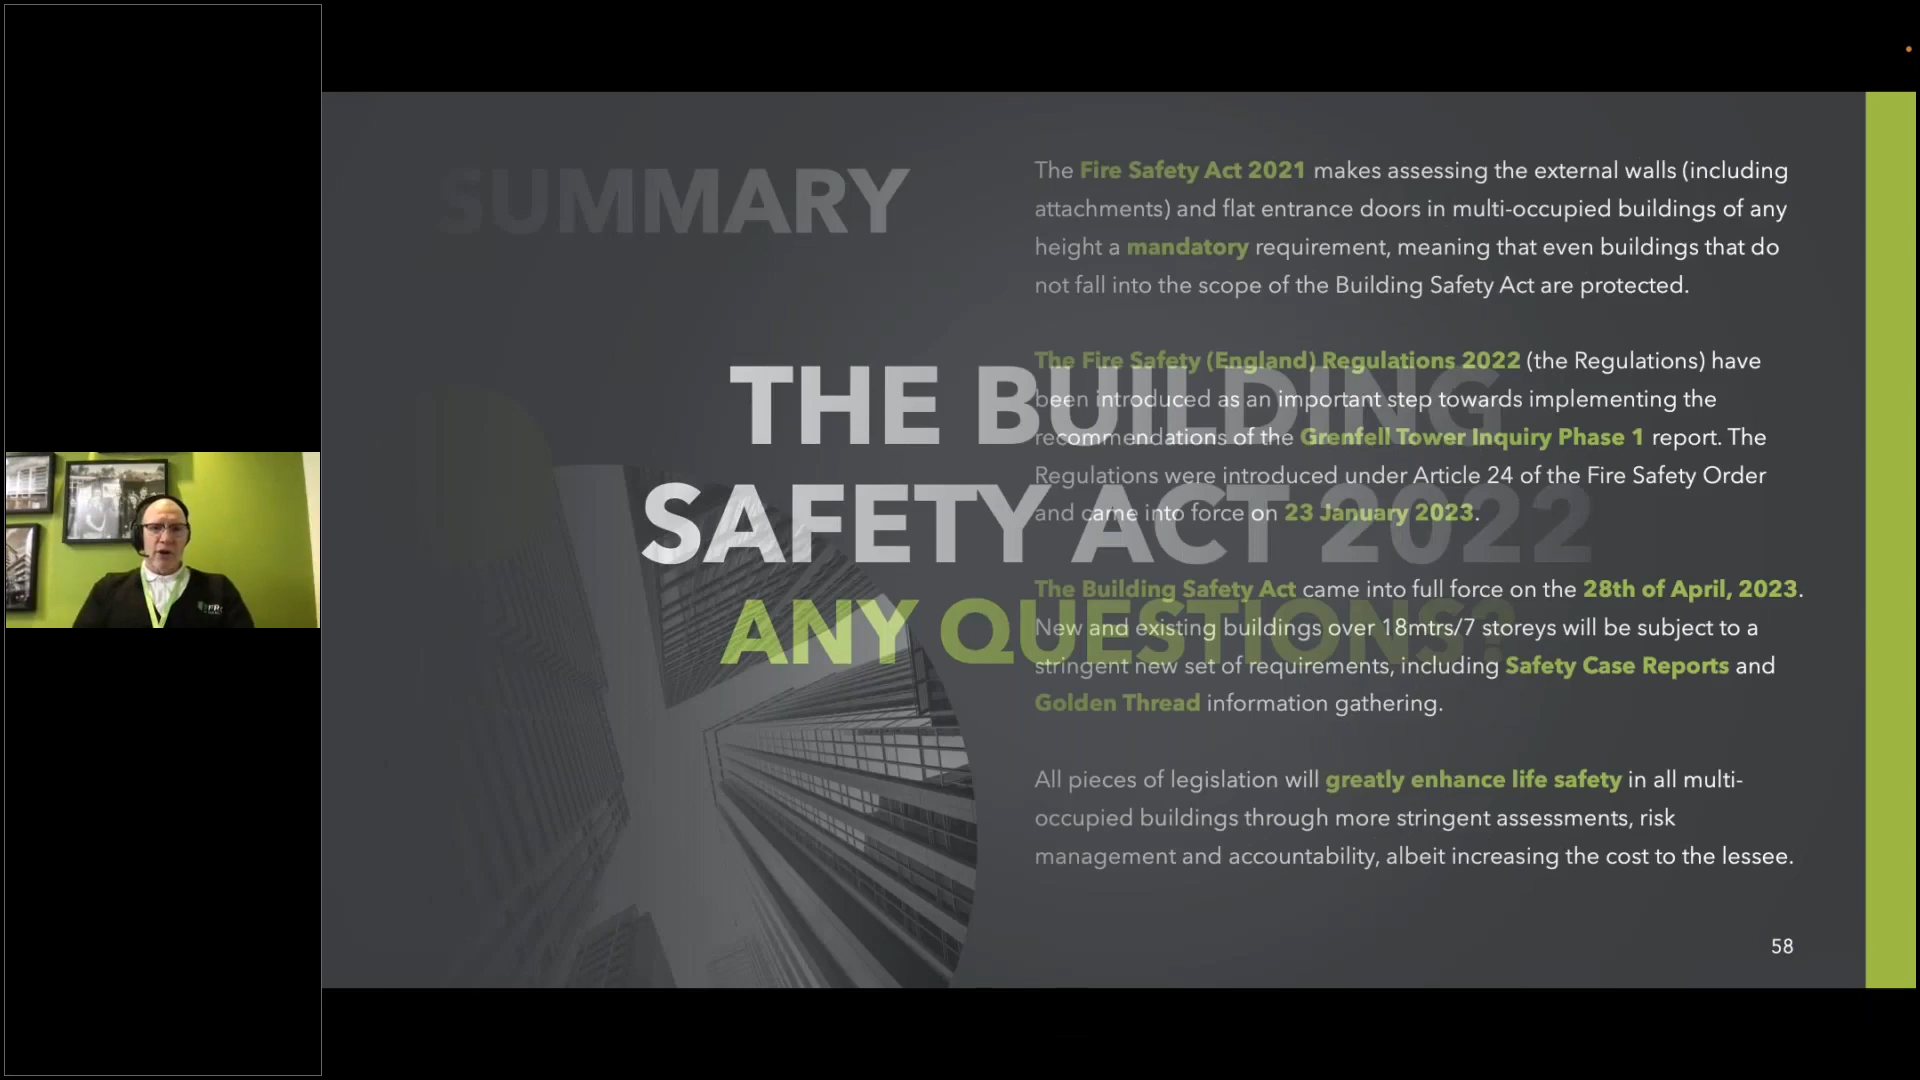 SUMMARY
The Fire Safety Act 2021 makes assessing the external walls (including
attachments) and flat entrance doors in multi-occupied buildings of any
height a mandatory requirement, meaning that even buildings that do
not fall into the scope of the Building Safety Act are protected.
The Fire Safety (England) Regulations 2022 (the Regulations) have
been introduced as an important step towards implementing the
recommendations of the Grenfell Tower Inquiry Phase 1 report. The
Regulations were introduced under Article 24 of the Fire Safety Order
and came into force on 23 January 2023.
The Building Safety Act came into full force on the 28th of April, 2023.
New and existing buildings over 18mtrs/7 storeys will be subject to a
stringent new set of requirements, including Safety Case Reports and
Golden Thread information gathering.
All pieces of legislation will greatly enhance life safety in all multi-
occupied buildings through more stringent assessments, risk
management and accountability, albeit increasing the cost to the lessee.
THE BUILDING
SAFETY ACT 2022
ANY QUESTIONS?
58